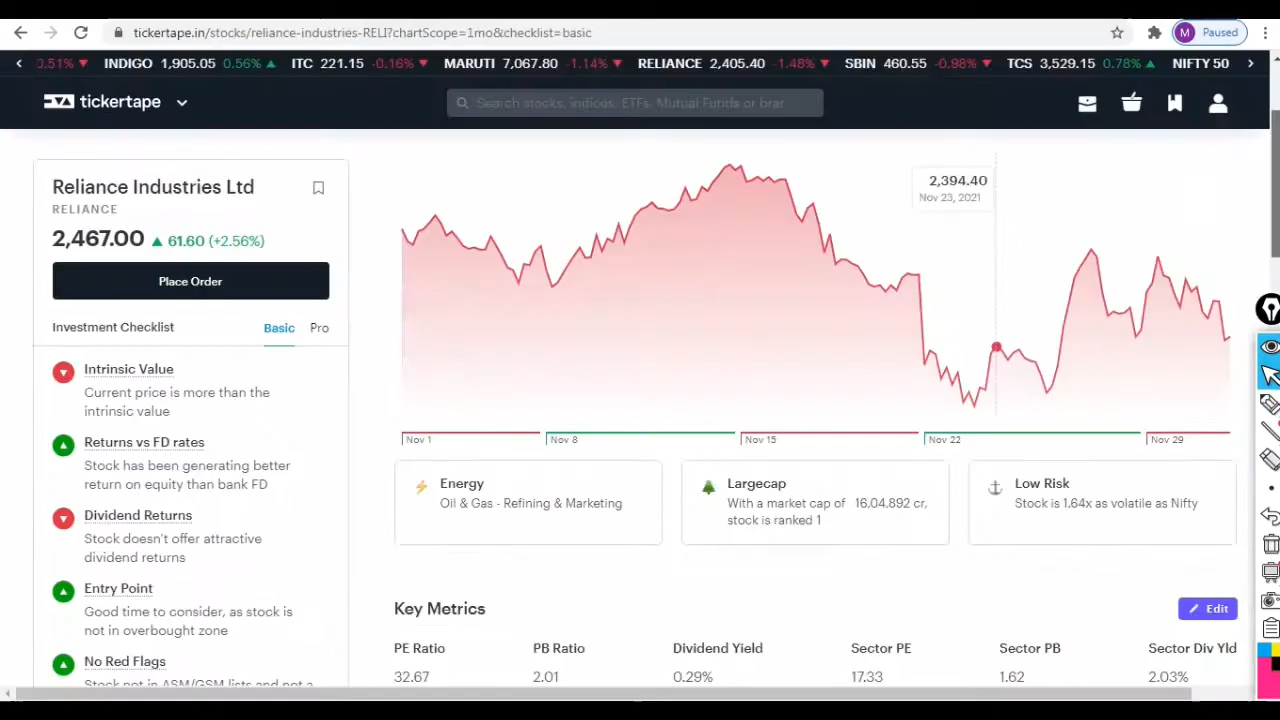 tickertape.in/stocks/reliance-industries-RELI?chartScope=1mo&checklist=basic
M Paused
0.51% ▼ INDIGO 1,905.05 0.56% ▲ ITC 221.15 -0.16% ▼ MARUTI 7,067.80 -1.14% ▼ RELIANCE 2,405.40 -1.48% ▼ SBIN 460.55 -0.98% ▼ TCS 3,529.15 0.78% ▲ NIFTY 50
tickertape
Search stocks, indices, ETFs, Mutual Funds or brar
Reliance Industries Ltd
RELIANCE
2,467.00 ▲ 61.60 (+2.56%)
Place Order
Investment Checklist Basic Pro
Intrinsic Value
Current price is more than the
intrinsic value
Returns vs FD rates
Stock has been generating better
return on equity than bank FD
Dividend Returns
Stock doesn't offer attractive
dividend returns
Entry Point
Good time to consider, as stock is
not in overbought zone
No Red Flags
Stock not in ASM/GSM lists and not a
2,394.40
Nov 23, 2021
Nov 1 Nov 8 Nov 15 Nov 22 Nov 29
Energy
Oil & Gas - Refining & Marketing
Largecap
With a market cap of ₹16,04,892 cr,
stock is ranked 1
Low Risk
Stock is 1.64x as volatile as Nifty
Key Metrics
Edit
PE Ratio PB Ratio Dividend Yield Sector PE Sector PB Sector Div Yld
32.67 2.01 0.29% 17.33 1.62 2.03%